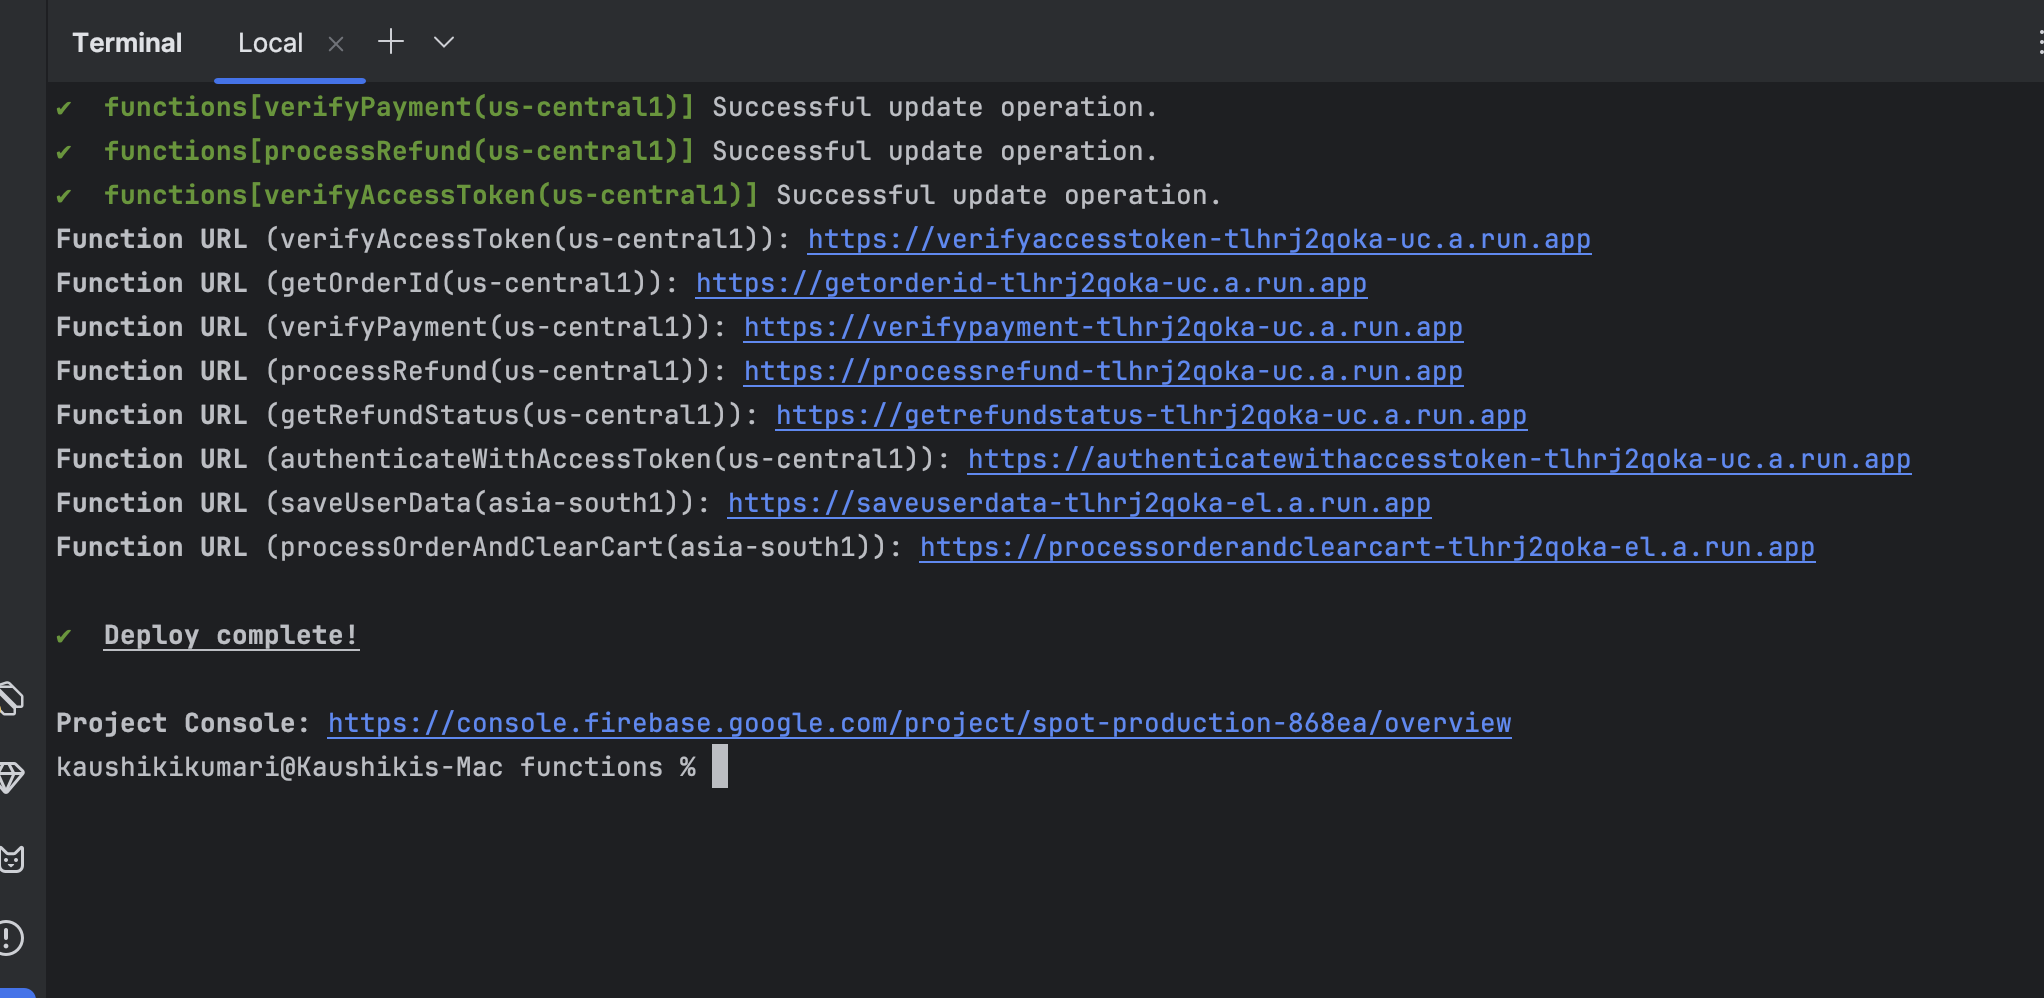 Terminal Local
✔ functions[verifyPayment(us-central1)] Successful update operation.
✔ functions[processRefund(us-central1)] Successful update operation.
✔ functions[verifyAccessToken(us-central1)] Successful update operation.
Function URL (verifyAccessToken(us-central1)): https://verifyaccesstoken-tlhrj2qoka-uc.a.run.app
Function URL (getOrderId(us-central1)): https://getorderid-tlhrj2qoka-uc.a.run.app
Function URL (verifyPayment(us-central1)): https://verifypayment-tlhrj2qoka-uc.a.run.app
Function URL (processRefund(us-central1)): https://processrefund-tlhrj2qoka-uc.a.run.app
Function URL (getRefundStatus(us-central1)): https://getrefundstatus-tlhrj2qoka-uc.a.run.app
Function URL (authenticateWithAccessToken(us-central1)): https://authenticatewithaccesstoken-tlhrj2qoka-uc.a.run.app
Function URL (saveUserData(asia-south1)): https://saveuserdata-tlhrj2qoka-el.a.run.app
Function URL (processOrderAndClearCart(asia-south1)): https://processorderandclearcart-tlhrj2qoka-el.a.run.app
✔ Deploy complete!
Project Console: https://console.firebase.google.com/project/spot-production-868ea/overview
kaushikikumari@Kaushikis-Mac functions %